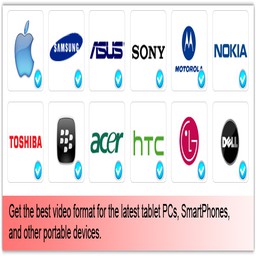 SAMSUNG
ASUS
SONY
MOTOROLA
NOKIA
TOSHIBA
acer
htc
LG
DELL
Get the best video format for the latest tablet PCs, SmartPhones,
and other portable devices.